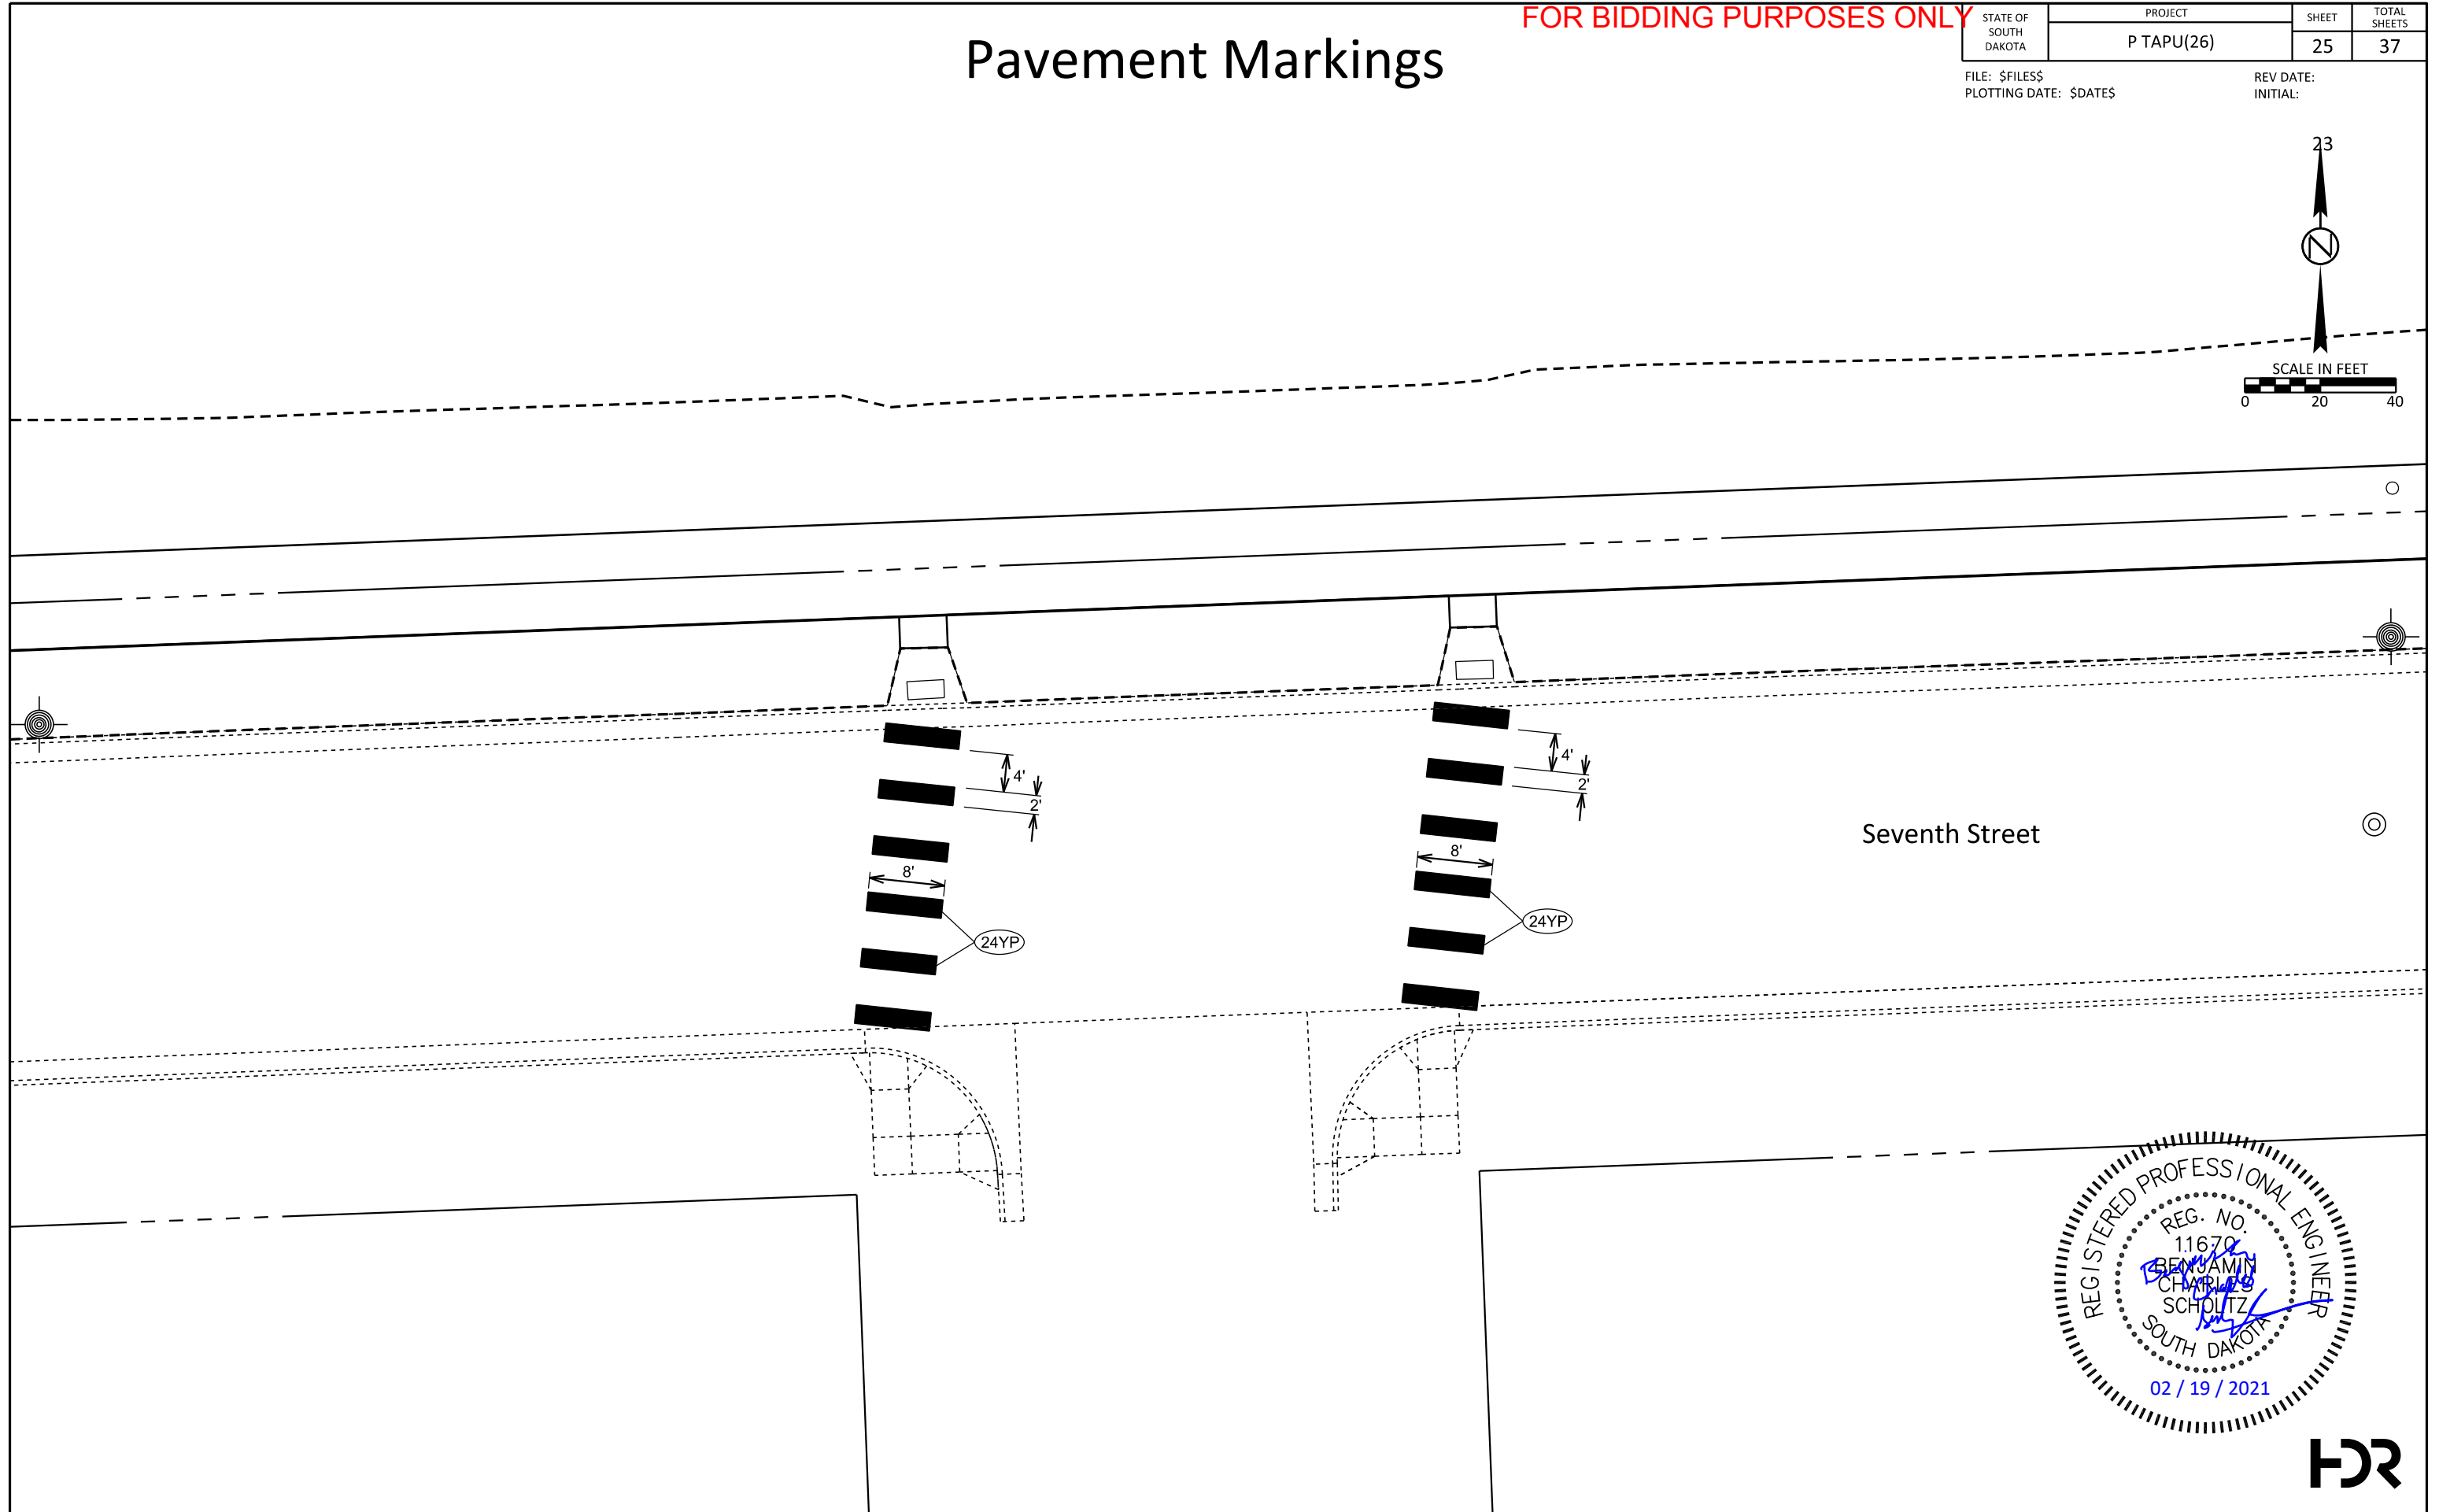 FOR BIDDING PURPOSES ONLY
Pavement Markings
STATE OF
SOUTH
DAKOTA
PROJECT
P TAPU(26)
SHEET
25
TOTAL
SHEETS
37
FILE: $FILES$
PLOTTING DATE: $DATE$
REV DATE:
INITIAL:
23
N
SCALE IN FEET
0 20 40
4'
2'
8'
24YP
4'
2'
8'
24YP
Seventh Street
REGISTERED PROFESSIONAL ENGINEER
REG. NO.
11670
BENJAMIN
CHARLES
SCHOLTZ
SOUTH DAKOTA
02 / 19 / 2021
HDR